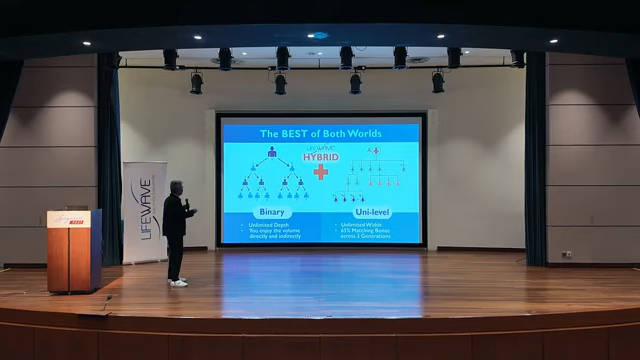 The BEST of Both Worlds
LIFEWAVE
HYBRID
Binary
Uni-level
• Unlimited Depth
• You enjoy the volume
directly and indirectly
• Unlimited Width
• 65% Matching Bonus
across 3 Generations
LIFEWAVE